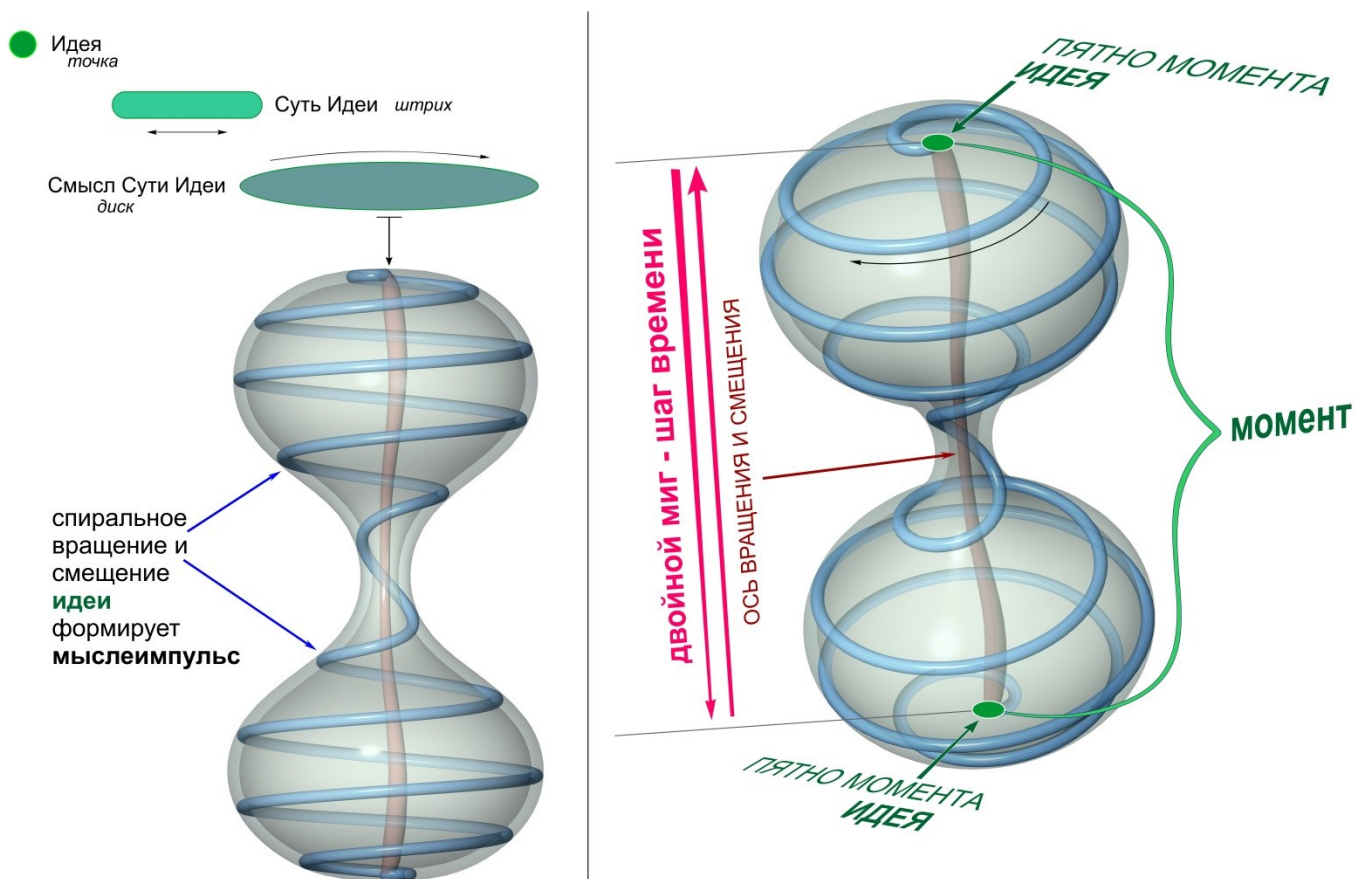 Идея
точка
Суть Идеи штрих
Смысл Сути Идеи
диск
спиральное
вращение и
смещение
идеи
формирует
мыслеимпульс
ПЯТНО МОМЕНТА
ИДЕЯ
двойной миг - шаг времени
ОСЬ ВРАЩЕНИЯ И СМЕЩЕНИЯ
момент
ПЯТНО МОМЕНТА
ИДЕЯ